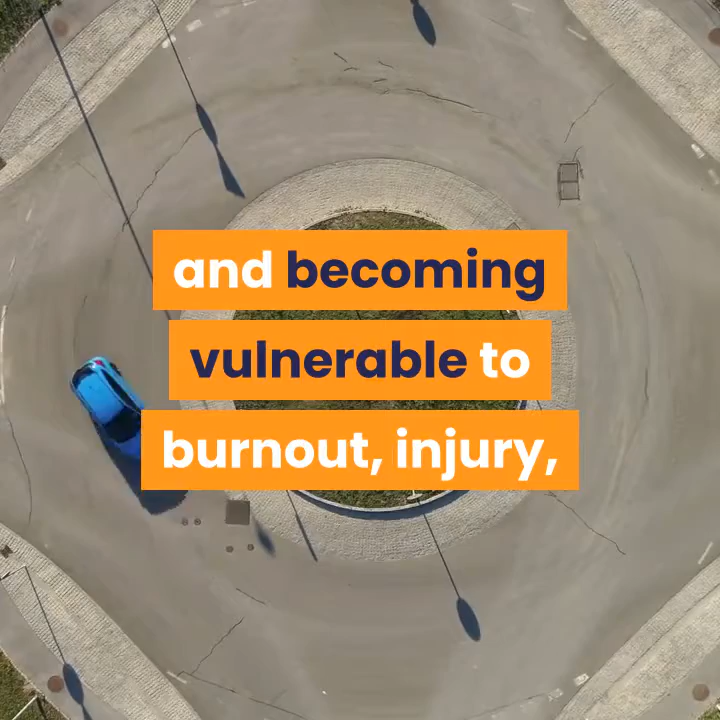 and becoming
vulnerable to
burnout, injury,